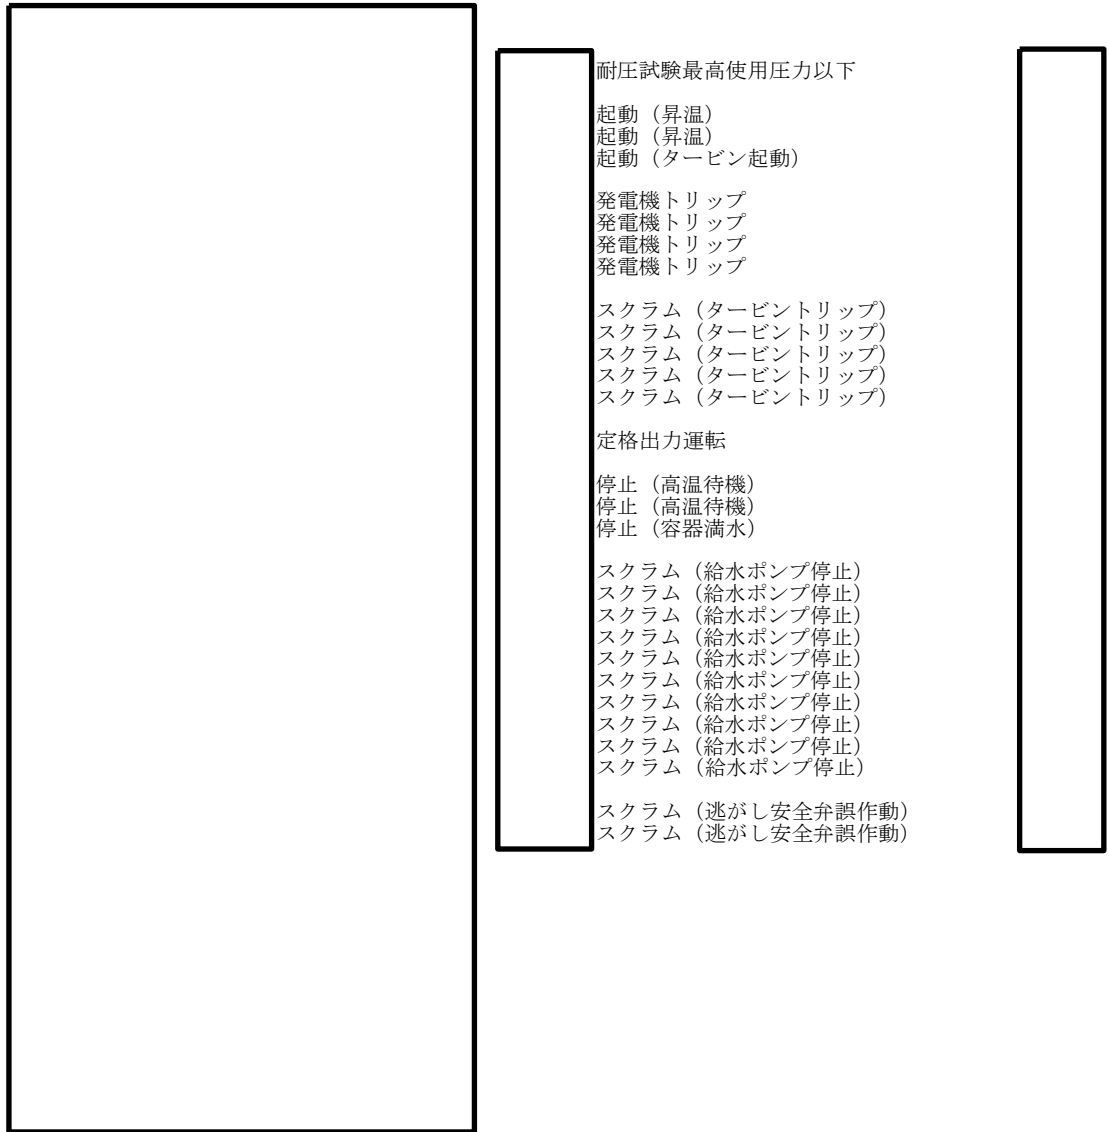 耐圧試験最高使用圧力以下
起動（昇温）
起動（昇温）
起動（タービン起動）
発電機トリップ
発電機トリップ
発電機トリップ
発電機トリップ
スクラム（タービントリップ）
スクラム（タービントリップ）
スクラム（タービントリップ）
スクラム（タービントリップ）
スクラム（タービントリップ）
定格出力運転
停止（高温待機）
停止（高温待機）
停止（容器満水）
スクラム（給水ポンプ停止）
スクラム（給水ポンプ停止）
スクラム（給水ポンプ停止）
スクラム（給水ポンプ停止）
スクラム（給水ポンプ停止）
スクラム（給水ポンプ停止）
スクラム（給水ポンプ停止）
スクラム（給水ポンプ停止）
スクラム（給水ポンプ停止）
スクラム（給水ポンプ停止）
スクラム（逃がし安全弁誤作動）
スクラム（逃がし安全弁誤作動）